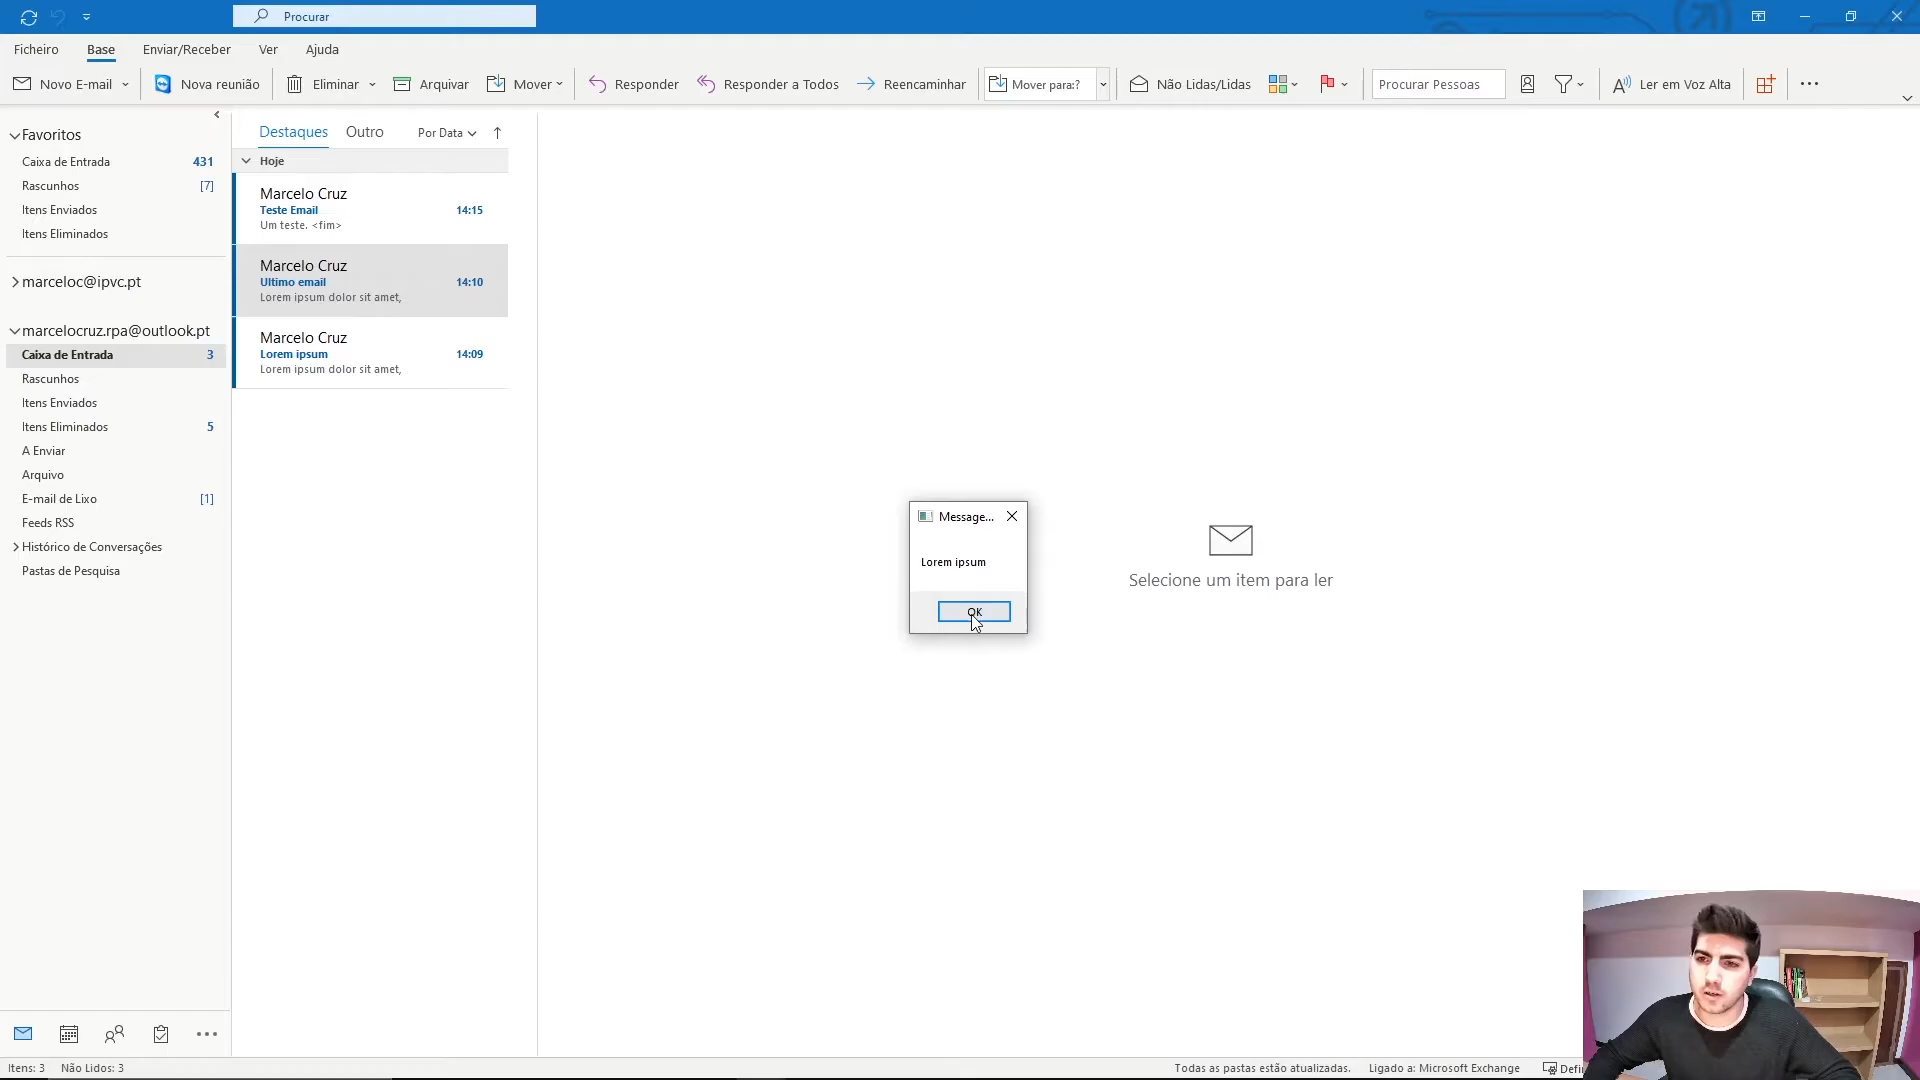 Procurar
Ficheiro Base Enviar/Receber Ver Ajuda
Novo E-mail Nova reunião Eliminar Arquivar Mover Responder Responder a Todos Reencaminhar Mover para:? Não Lidas/Lidas Procurar Pessoas Ler em Voz Alta
Favoritos
Caixa de Entrada 431
Rascunhos [7]
Itens Enviados
Itens Eliminados
marceloc@ipvc.pt
marcelocruz.rpa@outlook.pt
Caixa de Entrada 3
Rascunhos
Itens Enviados
Itens Eliminados 5
A Enviar
Arquivo
E-mail de Lixo [1]
Feeds RSS
Histórico de Conversações
Pastas de Pesquisa
Destaques Outro Por Data
Hoje
Marcelo Cruz
Teste Email 14:15
Um teste. <fim>
Marcelo Cruz
Ultimo email 14:10
Lorem ipsum dolor sit amet,
Marcelo Cruz
Lorem ipsum 14:09
Lorem ipsum dolor sit amet,
Message...
Lorem ipsum
OK
Selecione um item para ler
Itens: 3 Não Lidos: 3
Todas as pastas estão atualizadas. Ligado a: Microsoft Exchange Defi